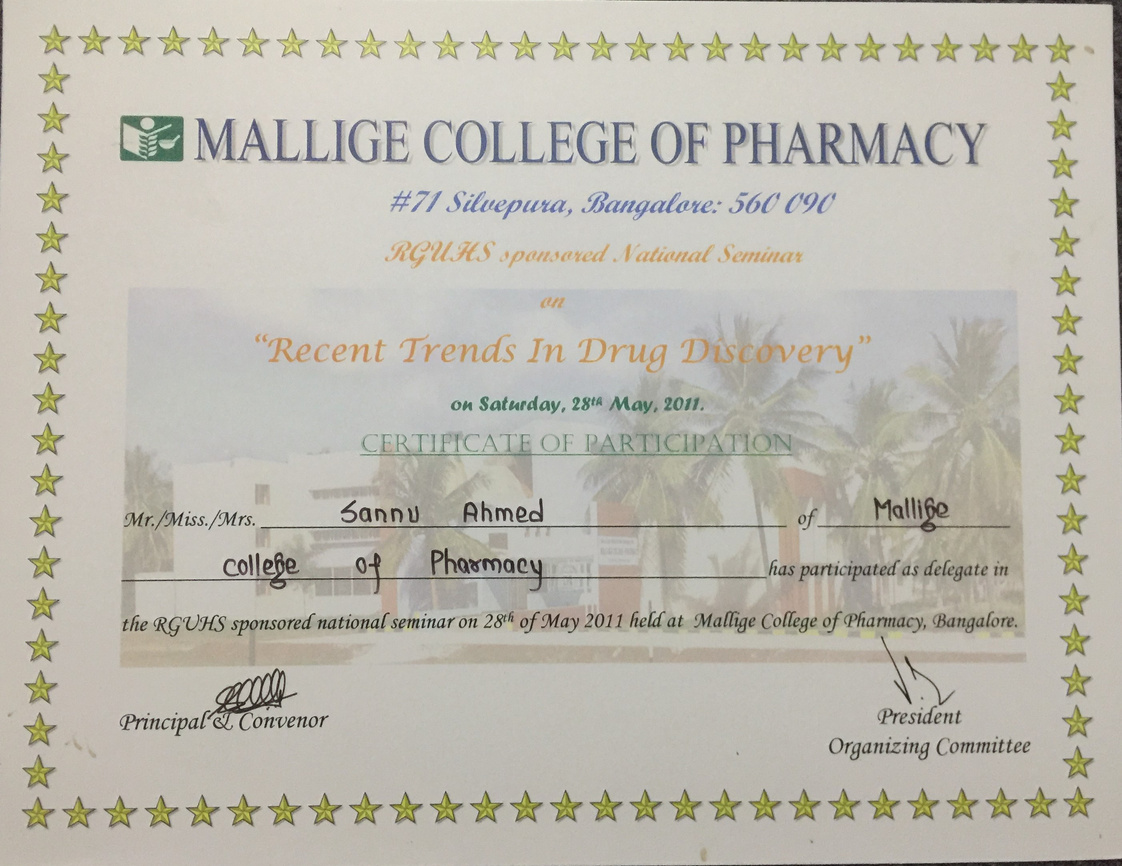 MALLIGE COLLEGE OF PHARMACY
#71 Silvepura, Bangalore: 560 090
RGUHS sponsored National Seminar
on
“Recent Trends In Drug Discovery”
on Saturday, 28th May, 2011.
CERTIFICATE OF PARTICIPATION
Mr./Miss./Mrs. Sannu Ahmed of Mallige
college of Pharmacy has participated as delegate in
the RGUHS sponsored national seminar on 28th of May 2011 held at Mallige College of Pharmacy, Bangalore.
Principal & Convenor
President
Organizing Committee